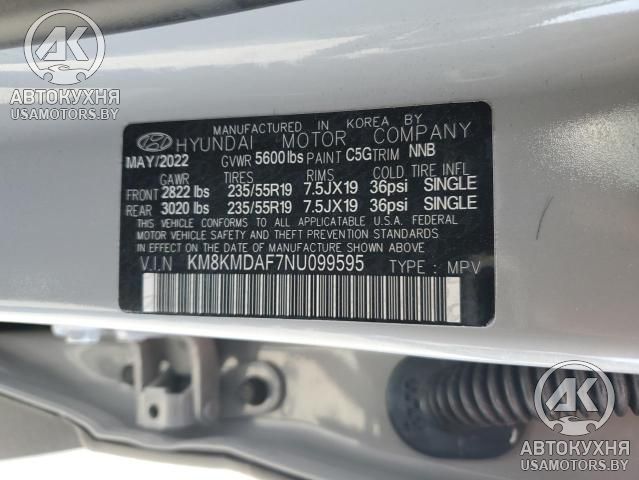 АК
АВТОКУХНЯ
USAMOTORS.BY
MANUFACTURED IN KOREA BY
HYUNDAI MOTOR COMPANY
MAY/2022 GVWR 5600 lbs PAINT C5G TRIM NNB
GAWR TIRES RIMS COLD TIRE INFL
FRONT 2822 lbs 235/55R19 7.5JX19 36psi SINGLE
REAR 3020 lbs 235/55R19 7.5JX19 36psi SINGLE
THIS VEHICLE CONFORMS TO ALL APPLICATABLE U.S.A. FEDERAL
MOTOR VEHICLE SAFETY AND THEFT PREVENTION STANDARDS
IN EFFECT ON THE DATE OF MANUFACTURE SHOWN ABOVE.
V.I.N KM8KMDAF7NU099595 TYPE : MPV
АК
АВТОКУХНЯ
USAMOTORS.BY